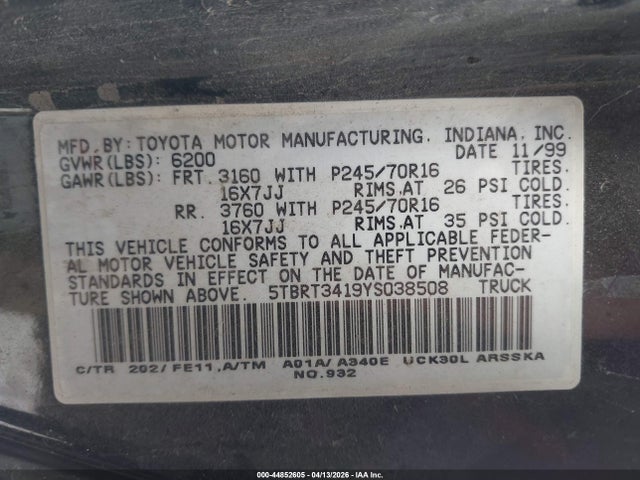 MFD. BY: TOYOTA MOTOR MANUFACTURING, INDIANA, INC.
GVWR(LBS): 6200 DATE 11/99
GAWR(LBS): FRT. 3160 WITH P245/70R16 TIRES.
16X7JJ RIMS.AT 26 PSI COLD.
RR. 3760 WITH P245/70R16 TIRES.
16X7JJ RIMS.AT 35 PSI COLD.
THIS VEHICLE CONFORMS TO ALL APPLICABLE FEDER-
AL MOTOR VEHICLE SAFETY AND THEFT PREVENTION
STANDARDS IN EFFECT ON THE DATE OF MANUFAC-
TURE SHOWN ABOVE. 5TBRT3419YS038508 TRUCK
C/TR 202/FE11,A/TM A01A/A340E UCK30L ARSSKA
NO.932
000-44852605 - 04/13/2026 - IAA Inc.